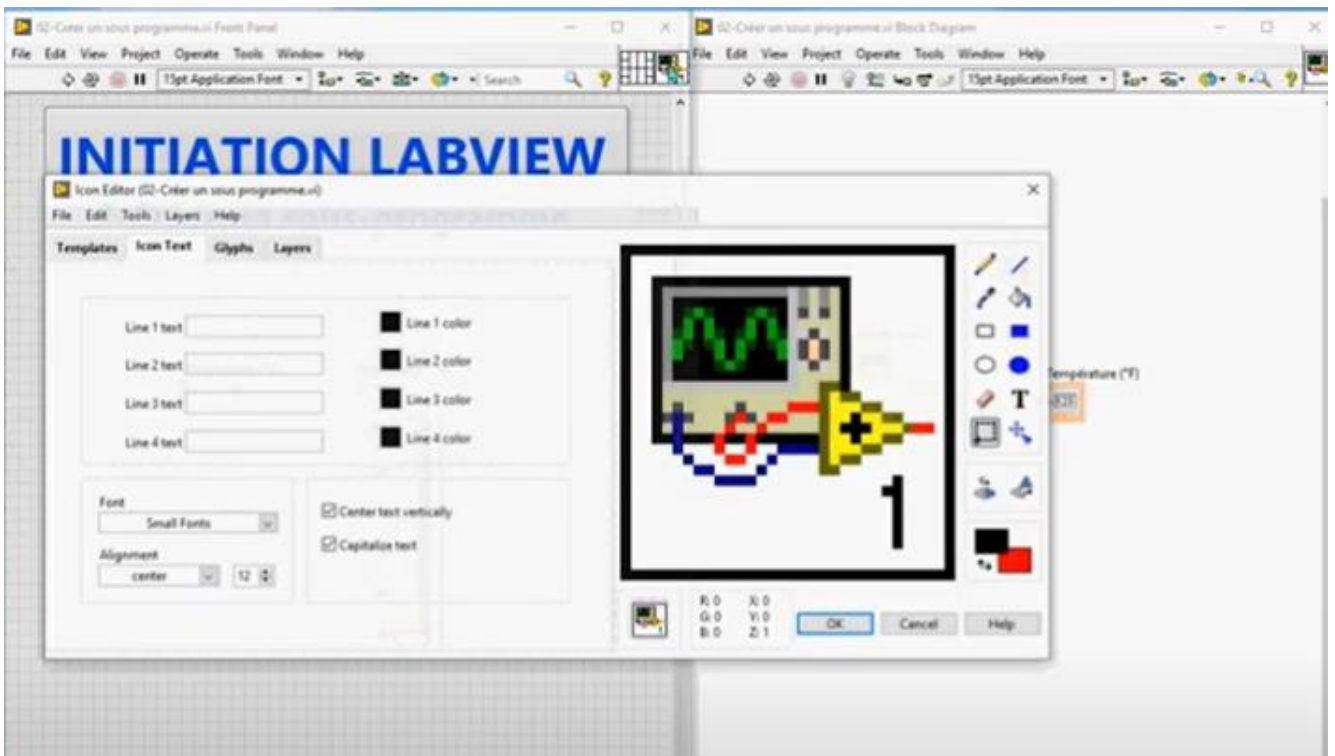 02-Créer un sous programme.vi Front Panel
File Edit View Project Operate Tools Window Help
15pt Application Font
Search
02-Créer un sous programme.vi Block Diagram
File Edit View Project Operate Tools Window Help
15pt Application Font
INITIATION LABVIEW
Icon Editor (02-Créer un sous programme.vi)
File Edit Tools Layers Help
Templates Icon Text Glyphs Layers
Line 1 text
Line 1 color
Line 2 text
Line 2 color
Line 3 text
Line 3 color
Line 4 text
Line 4 color
Font
Small Fonts
Alignment
center 12
Center text vertically
Capitalize text
1
T
R: 0 X: 0
G: 0 Y: 0
B: 0 Z: 1
OK Cancel Help
Température (°F)